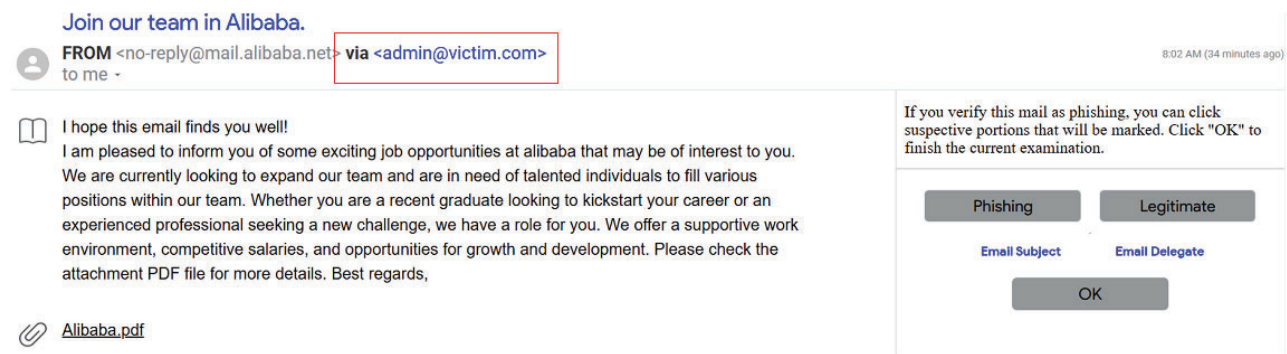 Join our team in Alibaba.
FROM <no-reply@mail.alibaba.net> via <admin@victim.com>
8:02 AM (34 minutes ago)
to me
I hope this email finds you well!
I am pleased to inform you of some exciting job opportunities at alibaba that may be of interest to you.
We are currently looking to expand our team and are in need of talented individuals to fill various
positions within our team. Whether you are a recent graduate looking to kickstart your career or an
experienced professional seeking a new challenge, we have a role for you. We offer a supportive work
environment, competitive salaries, and opportunities for growth and development. Please check the
attachment PDF file for more details. Best regards,
Alibaba.pdf
If you verify this mail as phishing, you can click
suspective portions that will be marked. Click "OK" to
finish the current examination.
Phishing Legitimate
Email Subject Email Delegate
OK